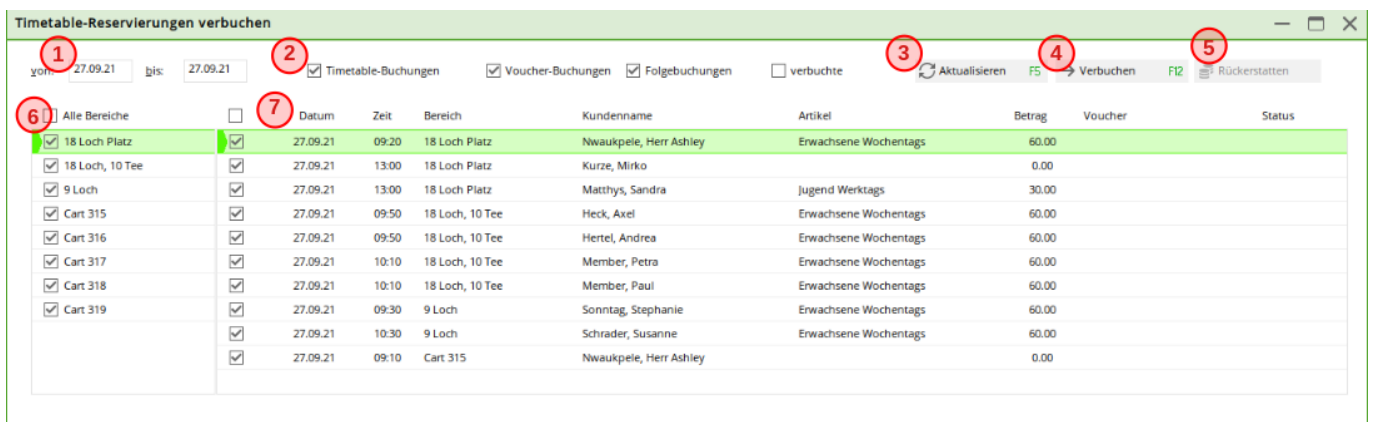 Timetable-Reservierungen verbuchen
1 2 3 4 5
von: 27.09.21 bis: 27.09.21 Timetable-Buchungen Voucher-Buchungen Folgebuchungen verbuchte Aktualisieren F5 Verbuchen F12 Rückerstatten
6 Alle Bereiche 7 Datum Zeit Bereich Kundenname Artikel Betrag Voucher Status
18 Loch Platz 27.09.21 09:20 18 Loch Platz Nwaukpele, Herr Ashley Erwachsene Wochentags 60.00
18 Loch, 10 Tee 27.09.21 13:00 18 Loch Platz Kurze, Mirko 0.00
9 Loch 27.09.21 13:00 18 Loch Platz Matthys, Sandra Jugend Werktags 30.00
Cart 315 27.09.21 09:50 18 Loch, 10 Tee Heck, Axel Erwachsene Wochentags 60.00
Cart 316 27.09.21 09:50 18 Loch, 10 Tee Hertel, Andrea Erwachsene Wochentags 60.00
Cart 317 27.09.21 10:10 18 Loch, 10 Tee Member, Petra Erwachsene Wochentags 60.00
Cart 318 27.09.21 10:10 18 Loch, 10 Tee Member, Paul Erwachsene Wochentags 60.00
Cart 319 27.09.21 09:30 9 Loch Sonntag, Stephanie Erwachsene Wochentags 60.00
27.09.21 10:30 9 Loch Schrader, Susanne Erwachsene Wochentags 60.00
27.09.21 09:10 Cart 315 Nwaukpele, Herr Ashley 0.00